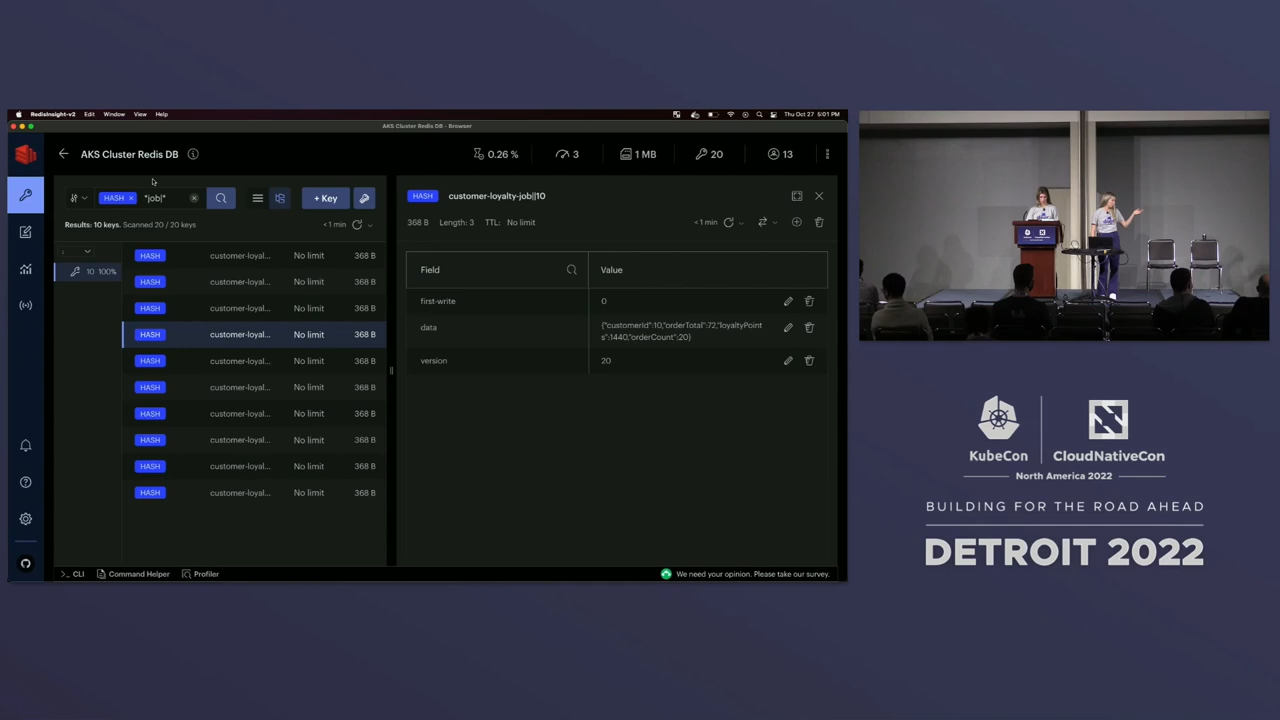 RedisInsight-v2 Edit Window View Help
Thu Oct 27 5:01 PM
AKS Cluster Redis DB - Browser
AKS Cluster Redis DB
0.26 %
3
1 MB
20
13
HASH × *job|*
+ Key
Results: 10 keys. Scanned 20 / 20 keys
<1 min
:
10 100%
HASH customer-loyal... No limit 368 B
HASH customer-loyal... No limit 368 B
HASH customer-loyal... No limit 368 B
HASH customer-loyal... No limit 368 B
HASH customer-loyal... No limit 368 B
HASH customer-loyal... No limit 368 B
HASH customer-loyal... No limit 368 B
HASH customer-loyal... No limit 368 B
HASH customer-loyal... No limit 368 B
HASH customer-loyal... No limit 368 B
HASH customer-loyalty-job||10
368 B Length: 3 TTL: No limit
<1 min
Field Value
first-write 0
data {"customerId":10,"orderTotal":72,"loyaltyPoint
s":1440,"orderCount":20}
version 20
>_ CLI Command Helper Profiler
We need your opinion. Please take our survey.
KubeCon CloudNativeCon
North America 2022
BUILDING FOR THE ROAD AHEAD
DETROIT 2022